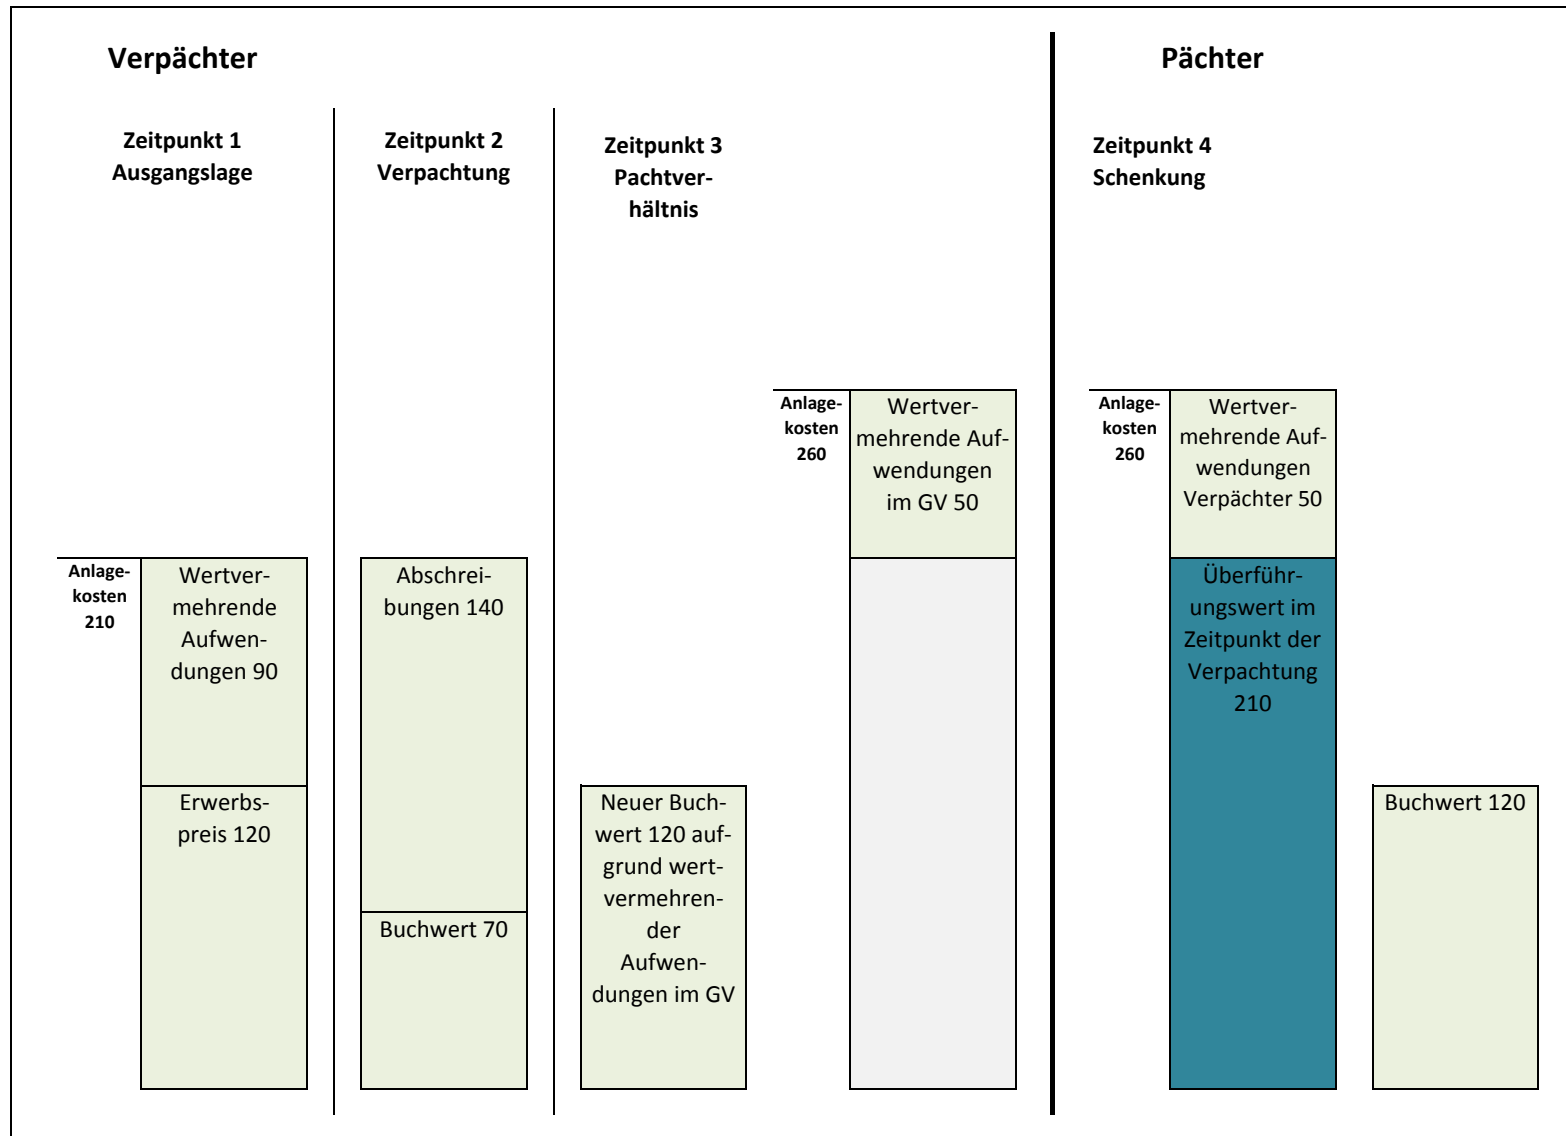 Verpächter
Pächter
Zeitpunkt 1
Ausgangslage
Zeitpunkt 2
Verpachtung
Zeitpunkt 3
Pachtver-
hältnis
Zeitpunkt 4
Schenkung
Anlage-
kosten
260
Wertver-
mehrende Auf-
wendungen
im GV 50
Anlage-
kosten
260
Wertver-
mehrende Auf-
wendungen
Verpächter 50
Anlage-
kosten
210
Wertver-
mehrende
Aufwen-
dungen 90
Abschrei-
bungen 140
Überführ-
ungswert im
Zeitpunkt der
Verpachtung
210
Erwerbs-
preis 120
Neuer Buch-
wert 120 auf-
grund wert-
vermehren-
der
Aufwen-
dungen im GV
Buchwert 120
Buchwert 70